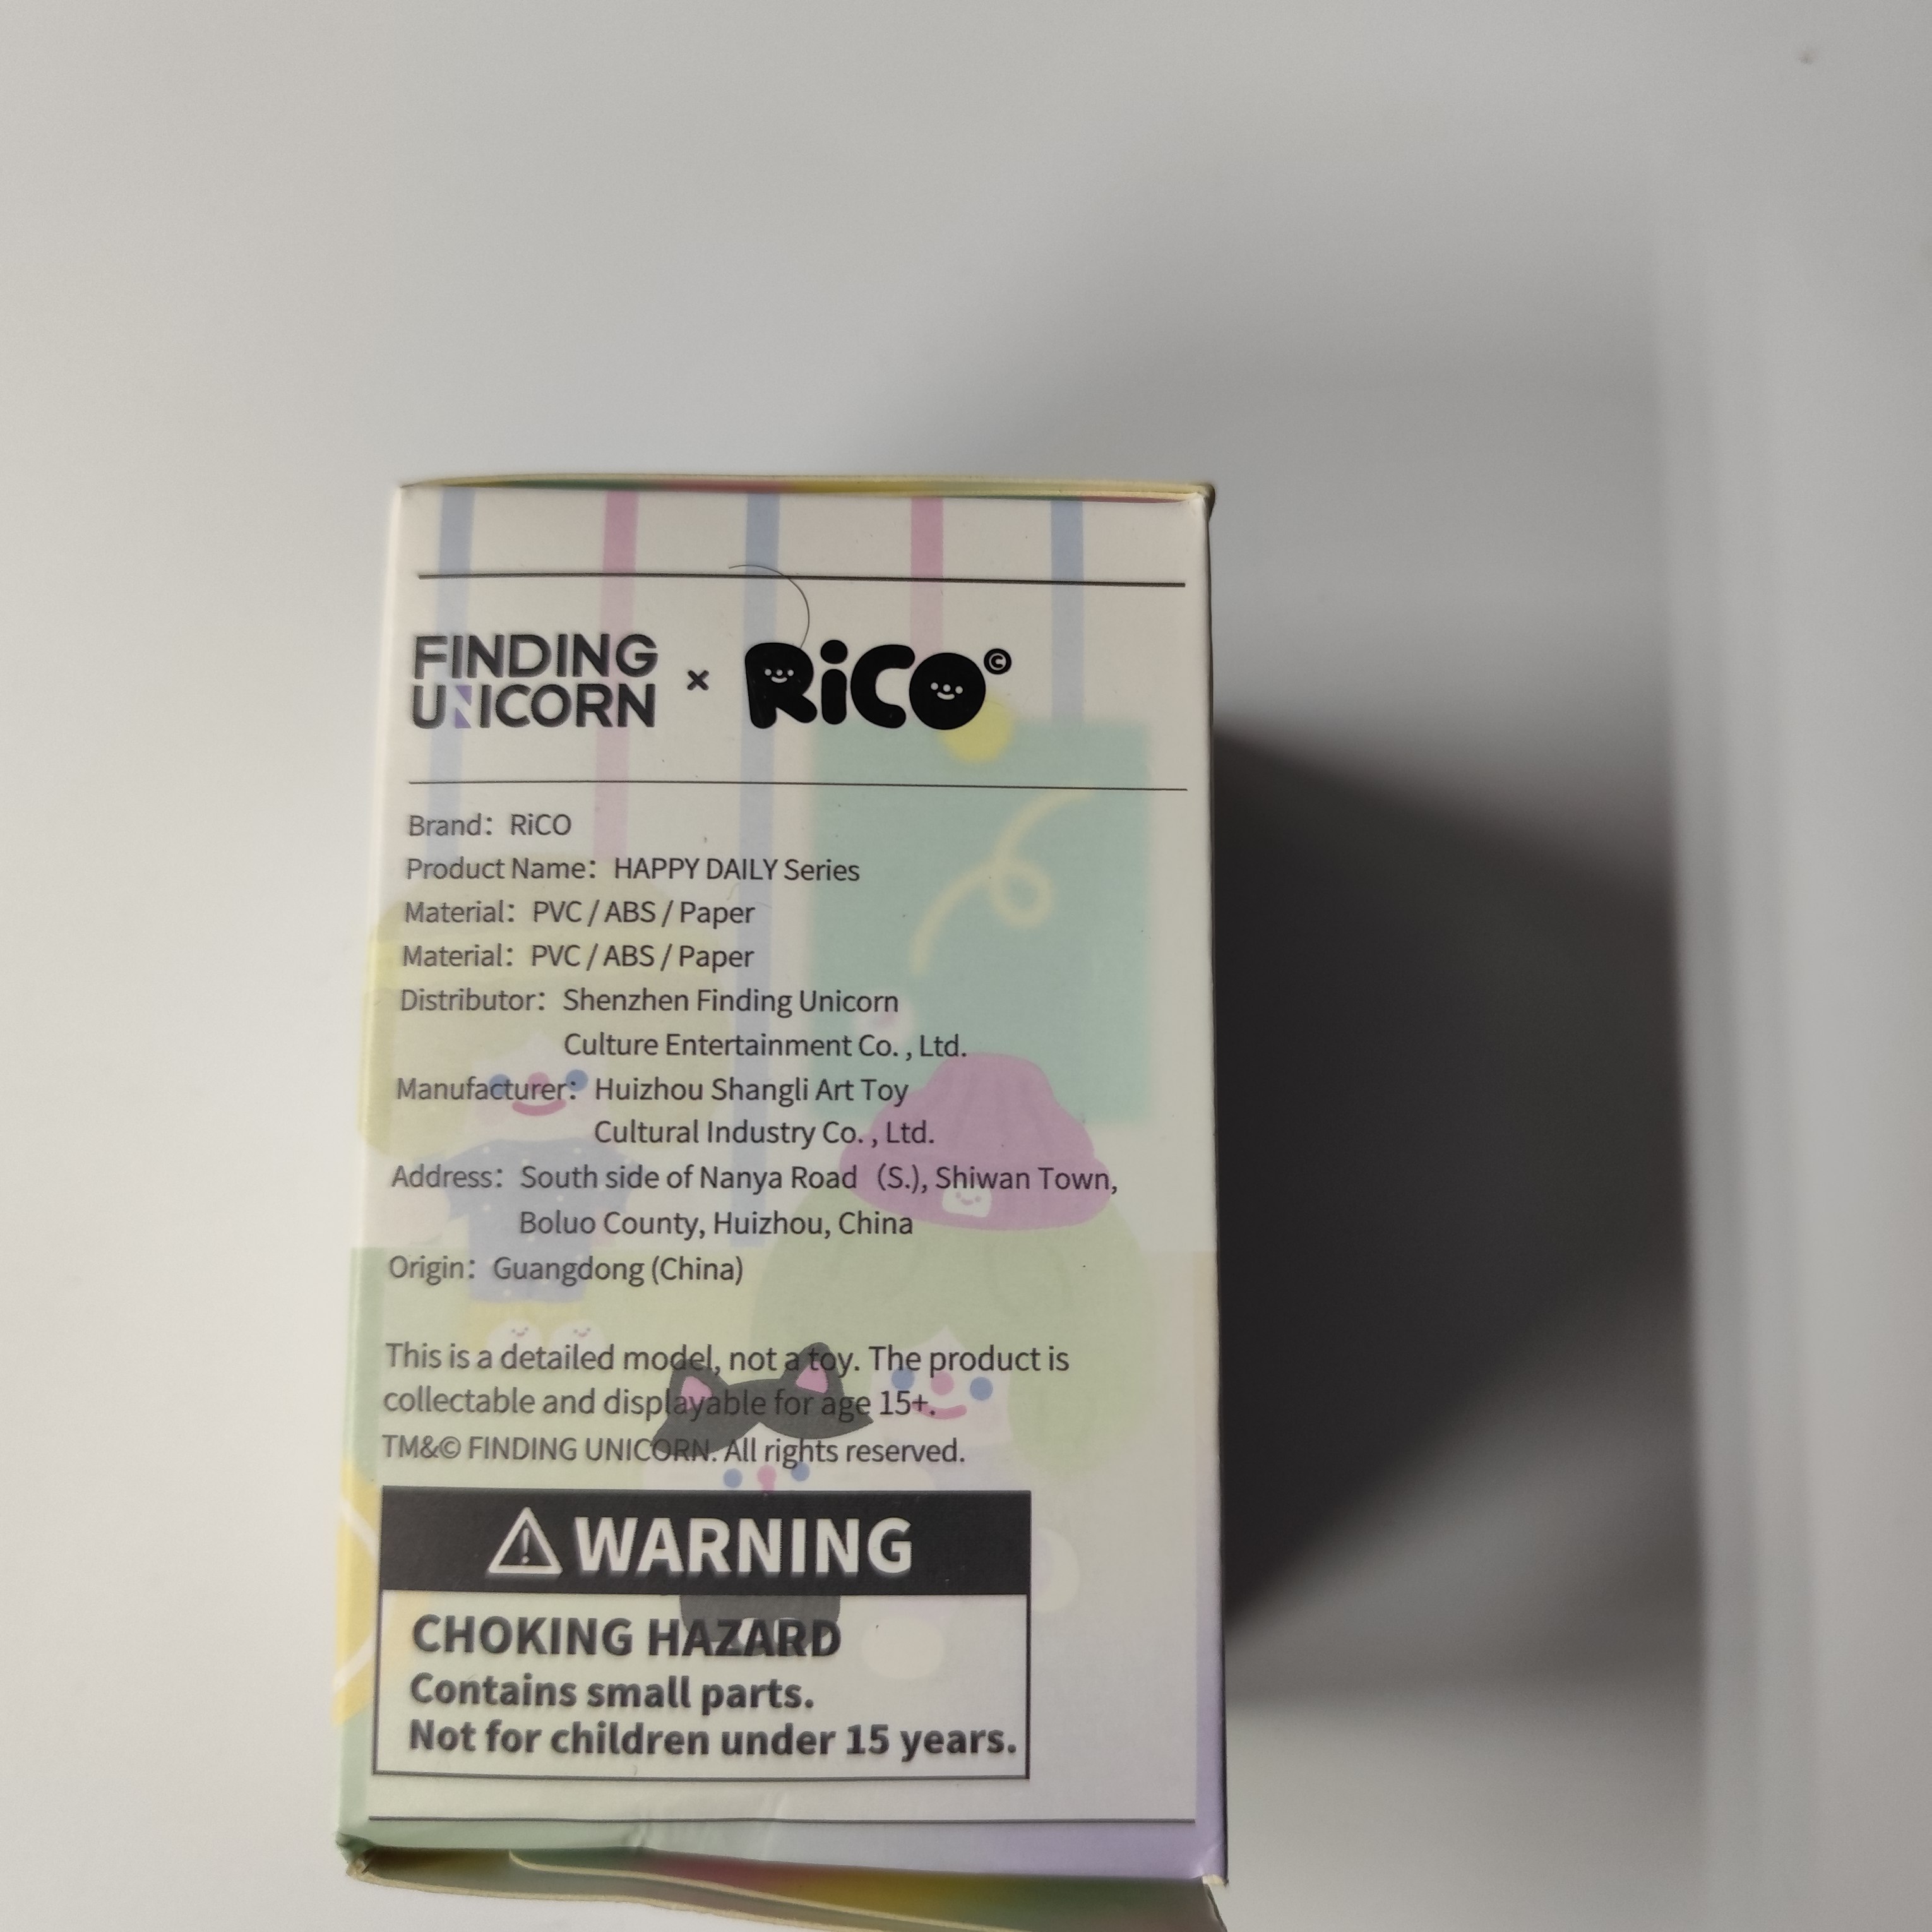 FINDING
UNICORN × RiCO©
Brand: RiCO
Product Name: HAPPY DAILY Series
Material: PVC / ABS / Paper
Material: PVC / ABS / Paper
Distributor: Shenzhen Finding Unicorn
Culture Entertainment Co. , Ltd.
Manufacturer: Huizhou Shangli Art Toy
Cultural Industry Co. , Ltd.
Address: South side of Nanya Road (S.), Shiwan Town,
Boluo County, Huizhou, China
Origin: Guangdong (China)
This is a detailed model, not a toy. The product is
collectable and displayable for age 15+.
TM&© FINDING UNICORN. All rights reserved.
WARNING
CHOKING HAZARD
Contains small parts.
Not for children under 15 years.